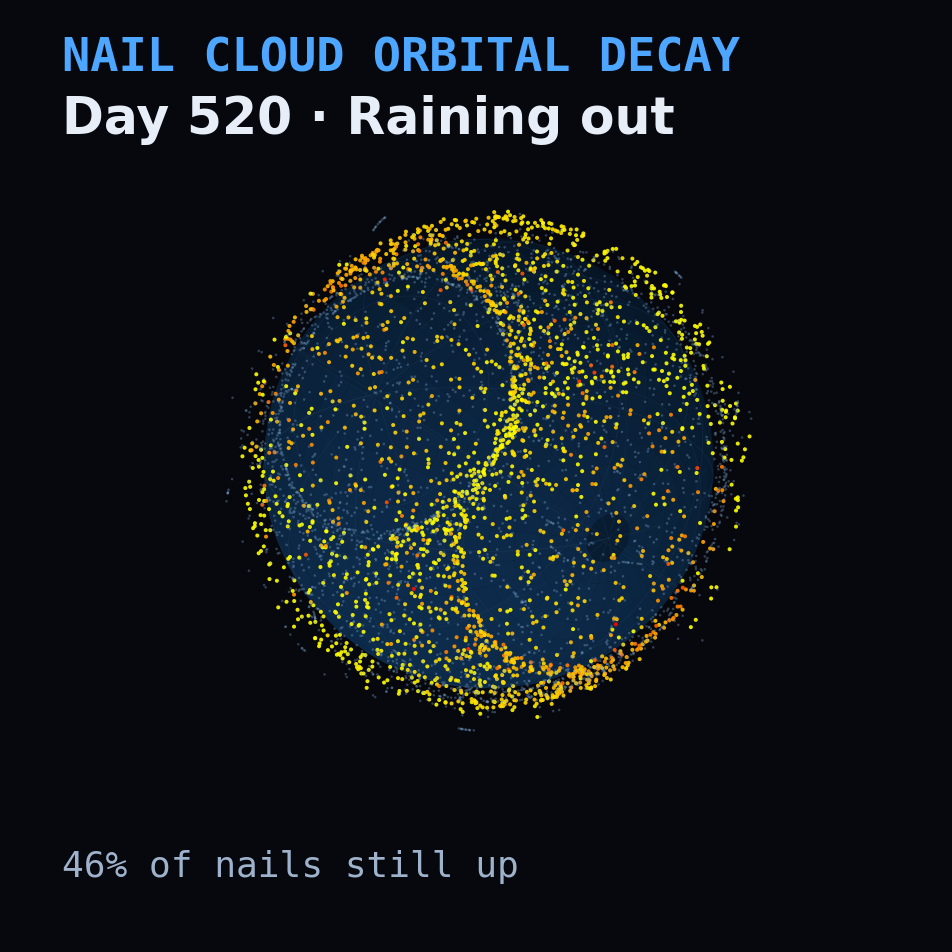 NAIL CLOUD ORBITAL DECAY
Day 520 · Raining out
46% of nails still up